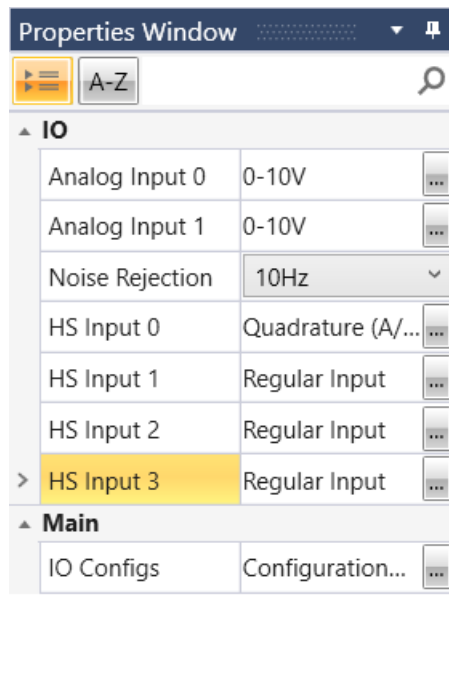 Properties Window
A-Z
IO
Analog Input 0 0-10V ...
Analog Input 1 0-10V ...
Noise Rejection 10Hz
HS Input 0 Quadrature (A/... ...
HS Input 1 Regular Input ...
HS Input 2 Regular Input ...
HS Input 3 Regular Input ...
Main
IO Configs Configuration... ...